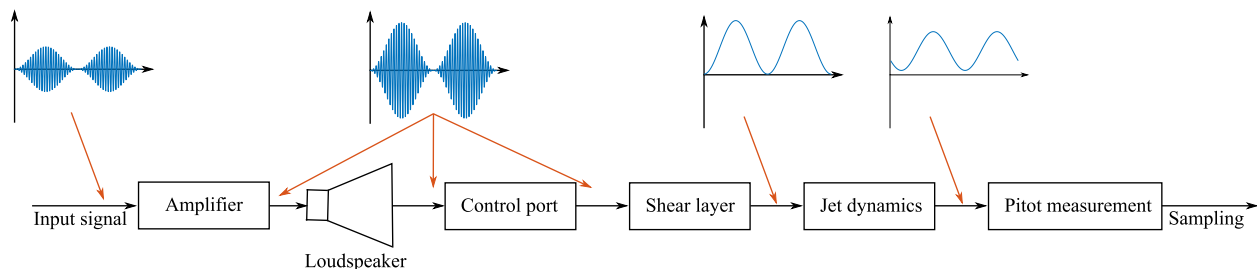 Input signal
Amplifier
Loudspeaker
Control port
Shear layer
Jet dynamics
Pitot measurement
Sampling